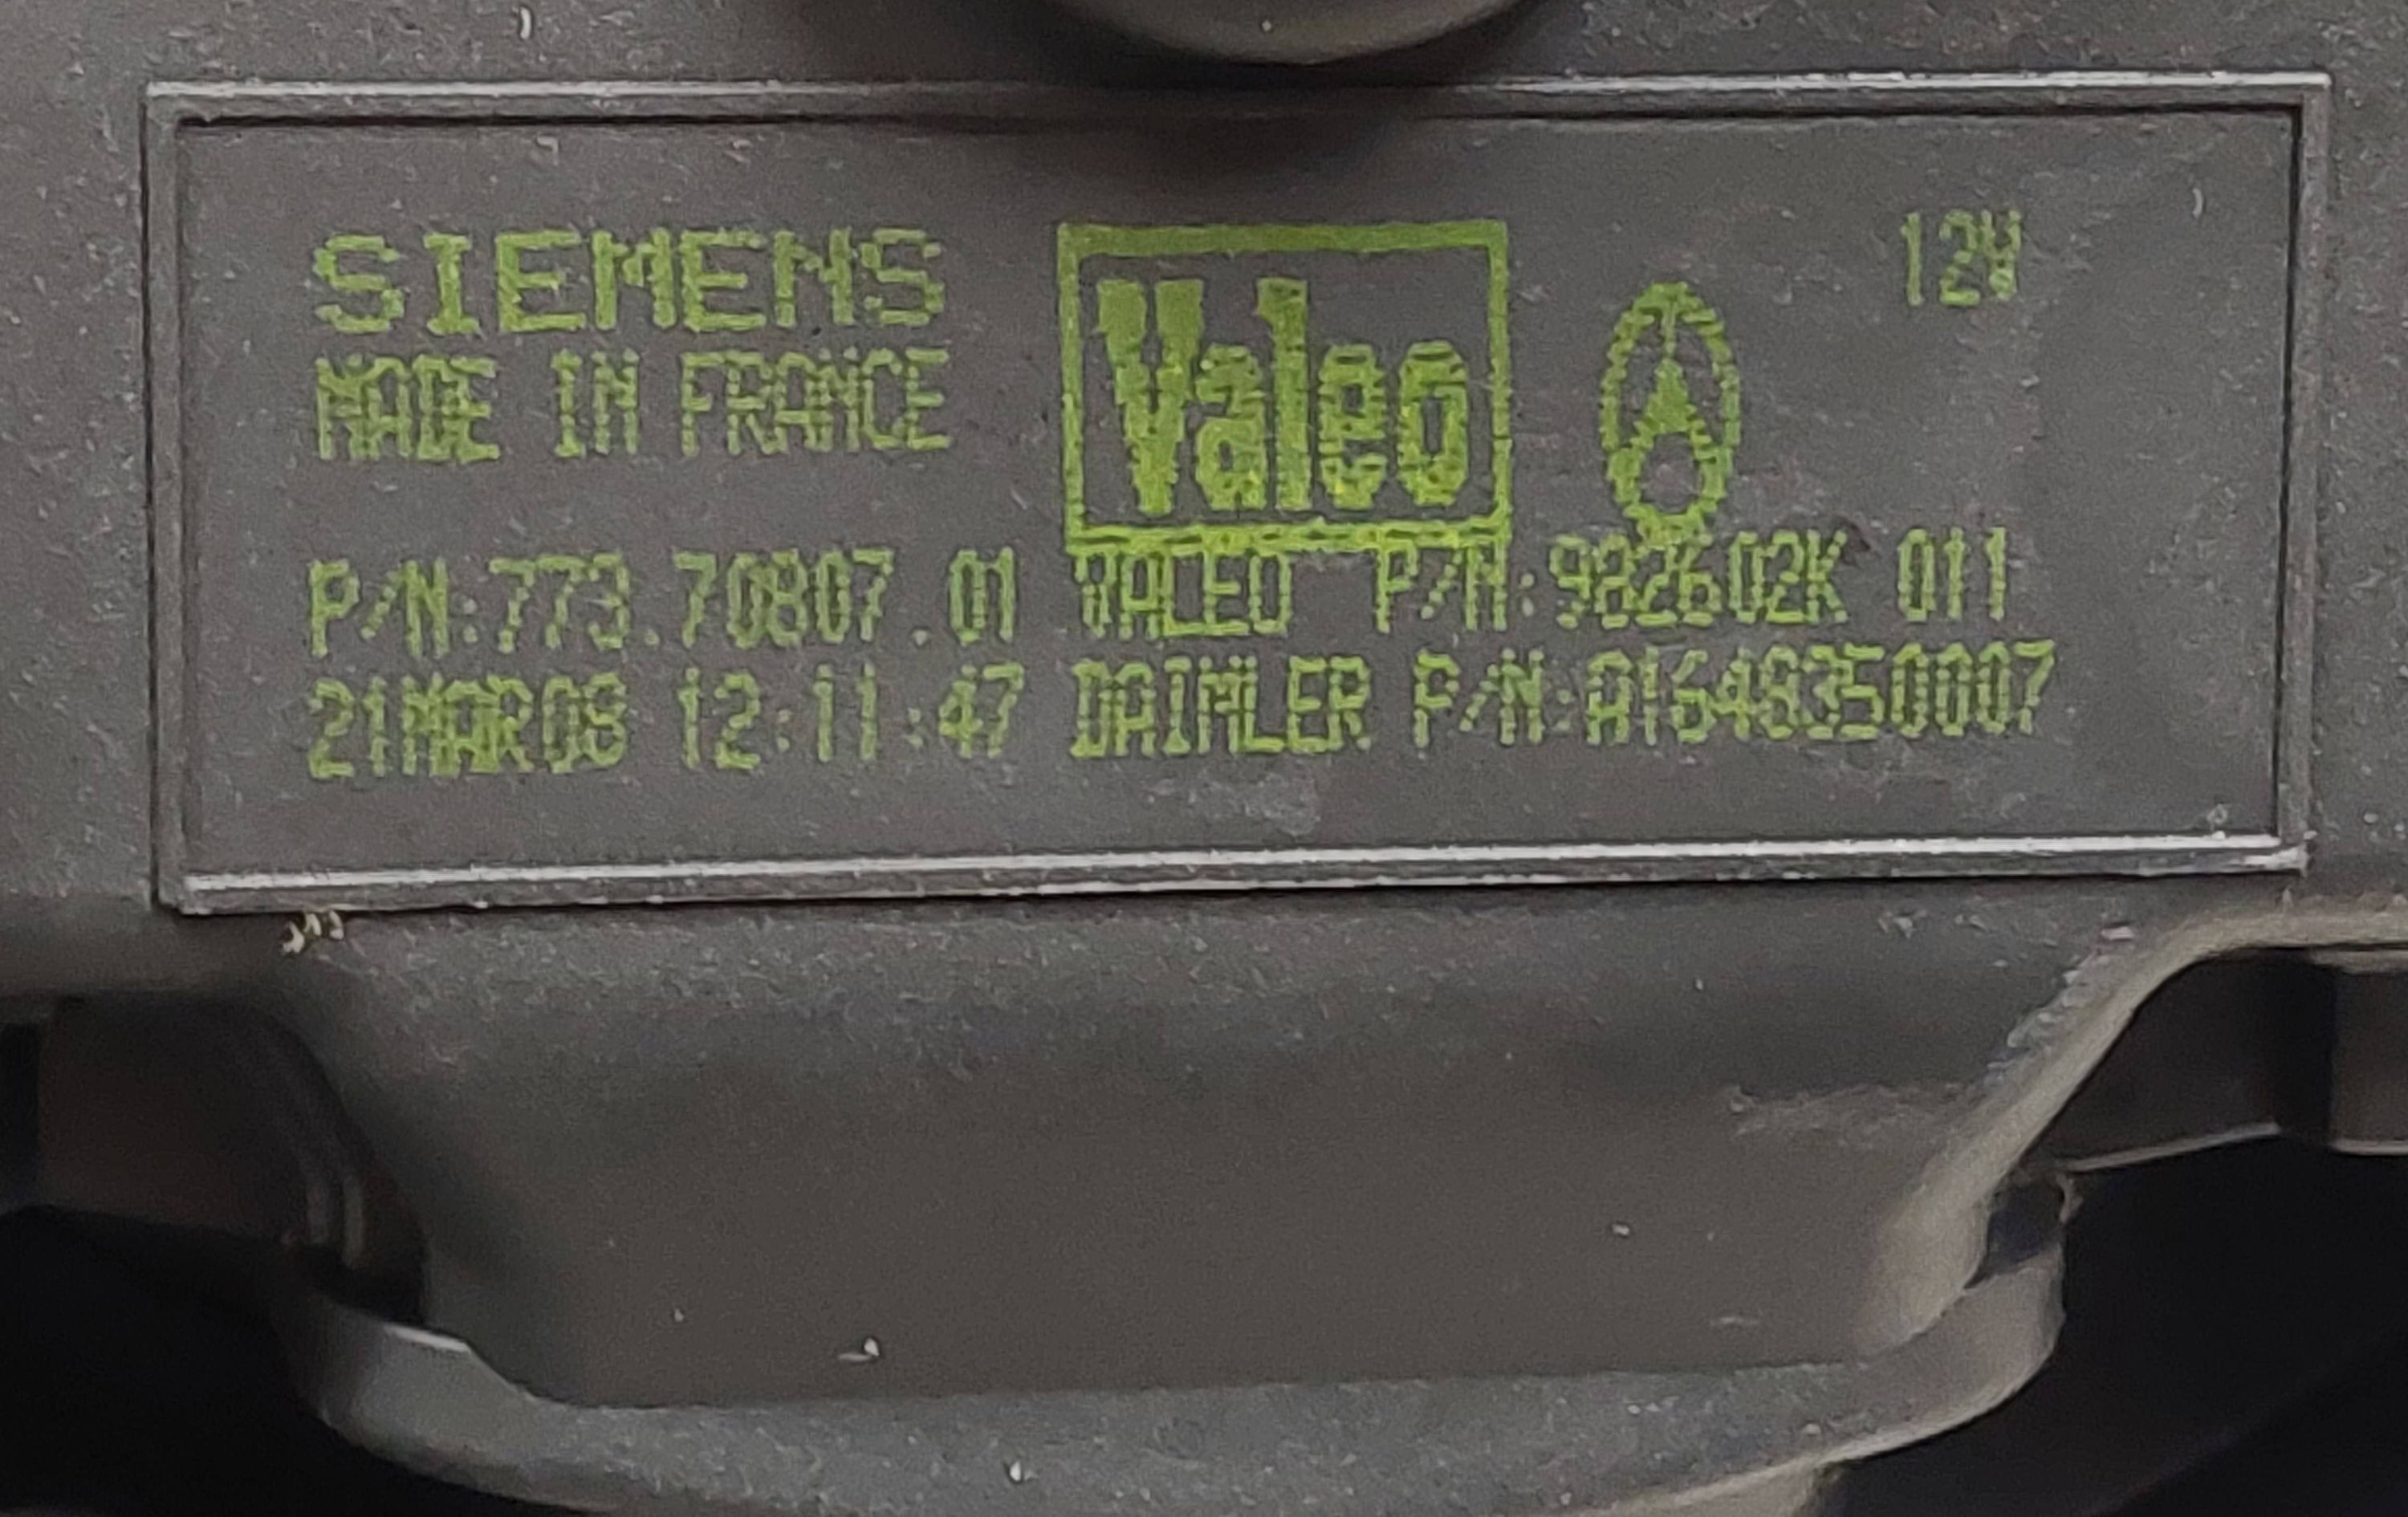 SIEMENS
MADE IN FRANCE
Valeo
12V
P/N:773.70807.01 VALEO P/N:982602K 011
21MAR08 12:11:47 DAIMLER P/N:A1648350007